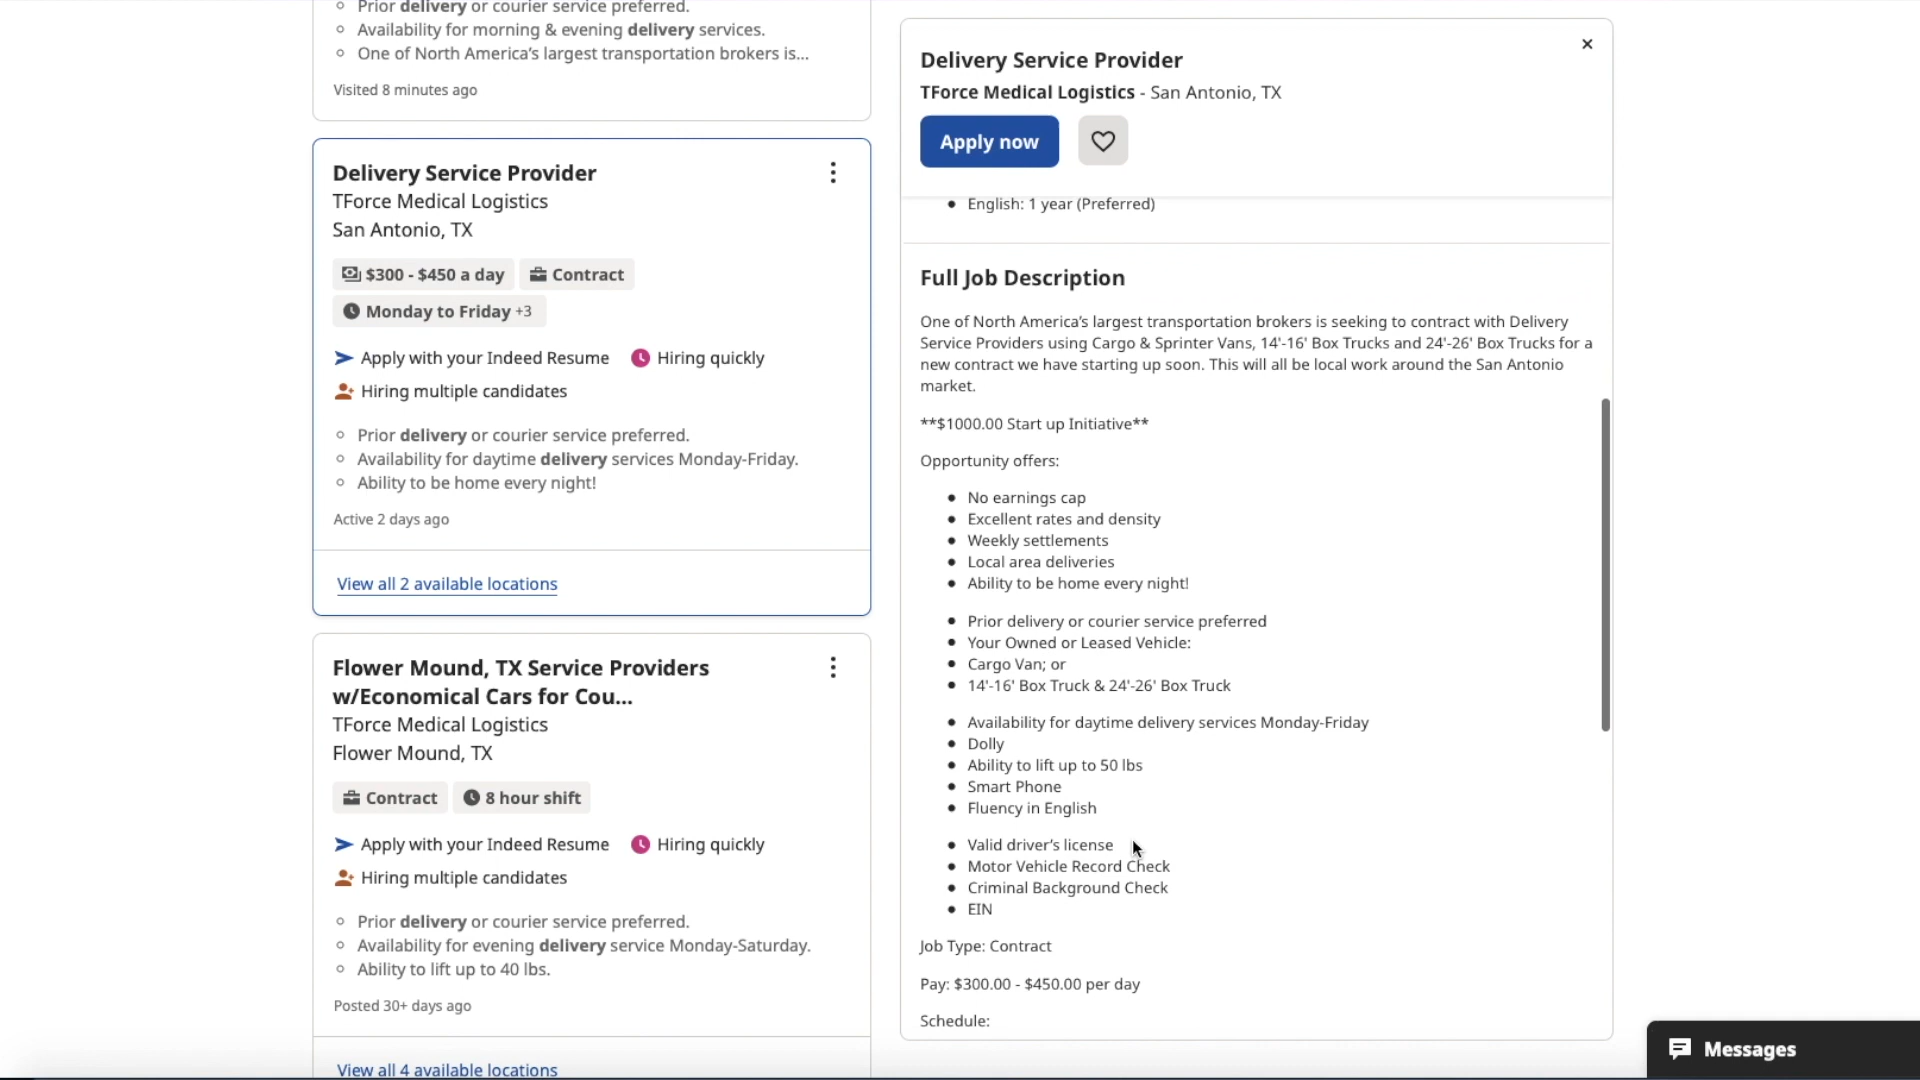 Prior delivery or courier service preferred.
Availability for morning & evening delivery services.
One of North America’s largest transportation brokers is...
Visited 8 minutes ago
Delivery Service Provider
TForce Medical Logistics
San Antonio, TX
$300 - $450 a day
Contract
Monday to Friday +3
Apply with your Indeed Resume
Hiring quickly
Hiring multiple candidates
Prior delivery or courier service preferred.
Availability for daytime delivery services Monday-Friday.
Ability to be home every night!
Active 2 days ago
View all 2 available locations
Flower Mound, TX Service Providers
w/Economical Cars for Cou...
TForce Medical Logistics
Flower Mound, TX
Contract
8 hour shift
Apply with your Indeed Resume
Hiring quickly
Hiring multiple candidates
Prior delivery or courier service preferred.
Availability for evening delivery service Monday-Saturday.
Ability to lift up to 40 lbs.
Posted 30+ days ago
View all 4 available locations
Delivery Service Provider
TForce Medical Logistics - San Antonio, TX
Apply now
English: 1 year (Preferred)
Full Job Description
One of North America’s largest transportation brokers is seeking to contract with Delivery
Service Providers using Cargo & Sprinter Vans, 14'-16' Box Trucks and 24'-26' Box Trucks for a
new contract we have starting up soon. This will all be local work around the San Antonio
market.
**$1000.00 Start up Initiative**
Opportunity offers:
No earnings cap
Excellent rates and density
Weekly settlements
Local area deliveries
Ability to be home every night!
Prior delivery or courier service preferred
Your Owned or Leased Vehicle:
Cargo Van; or
14'-16' Box Truck & 24'-26' Box Truck
Availability for daytime delivery services Monday-Friday
Dolly
Ability to lift up to 50 lbs
Smart Phone
Fluency in English
Valid driver’s license
Motor Vehicle Record Check
Criminal Background Check
EIN
Job Type: Contract
Pay: $300.00 - $450.00 per day
Schedule:
Messages